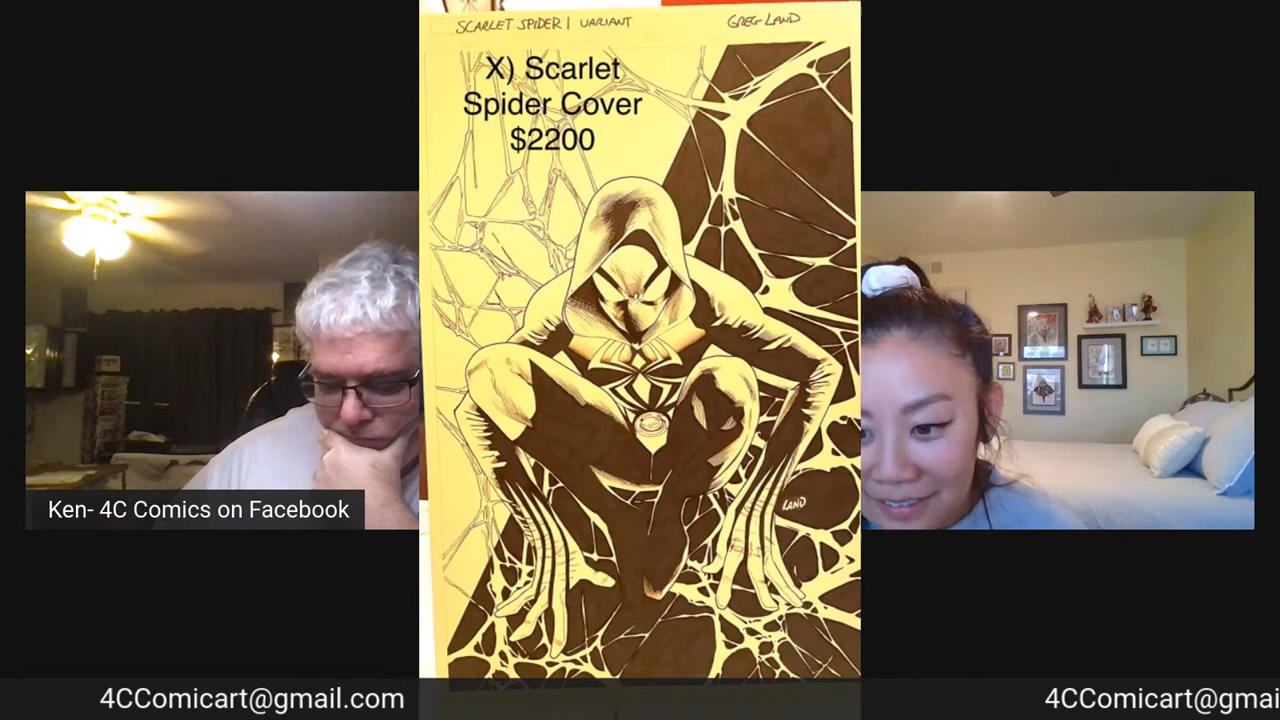 SCARLET SPIDER 1 VARIANT
GREG LAND
X) Scarlet
Spider Cover
$2200
LAND
Ken- 4C Comics on Facebook
4CComicart@gmail.com
4CComicart@gmai